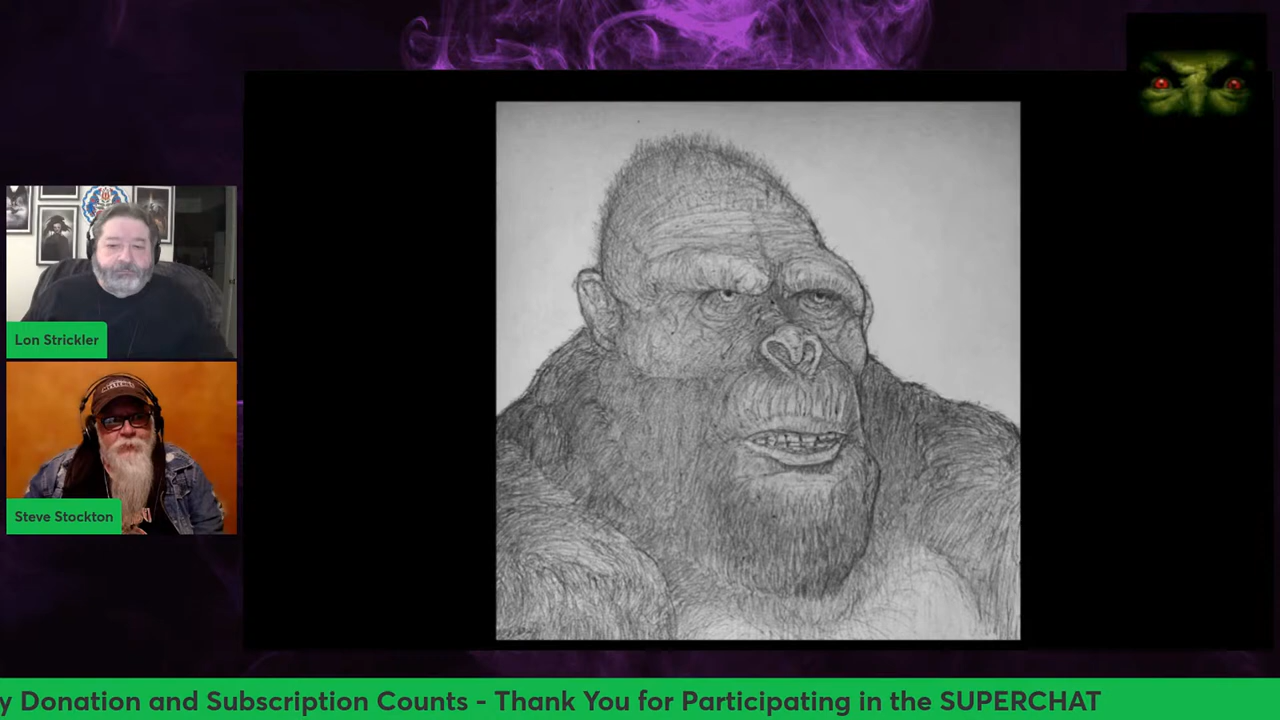 Lon Strickler
Steve Stockton
y Donation and Subscription Counts - Thank You for Participating in the SUPERCHAT